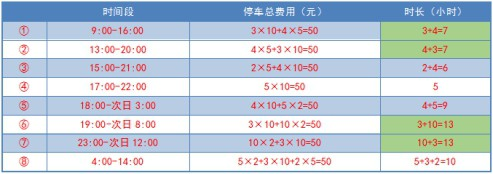 时间段 停车总费用（元） 时长（小时）
① 9:00-16:00 3×10+4×5=50 3+4=7
② 13:00-20:00 4×5+3×10=50 4+3=7
③ 15:00-21:00 2×5+4×10=50 2+4=6
④ 17:00-22:00 5×10=50 5
⑤ 18:00-次日 3:00 4×10+5×2=50 4+5=9
⑥ 19:00-次日 8:00 3×10+10×2=50 3+10=13
⑦ 23:00-次日 12:00 10×2+3×10=50 10+3=13
⑧ 4:00-14:00 5×2+3×10+2×5=50 5+3+2=10